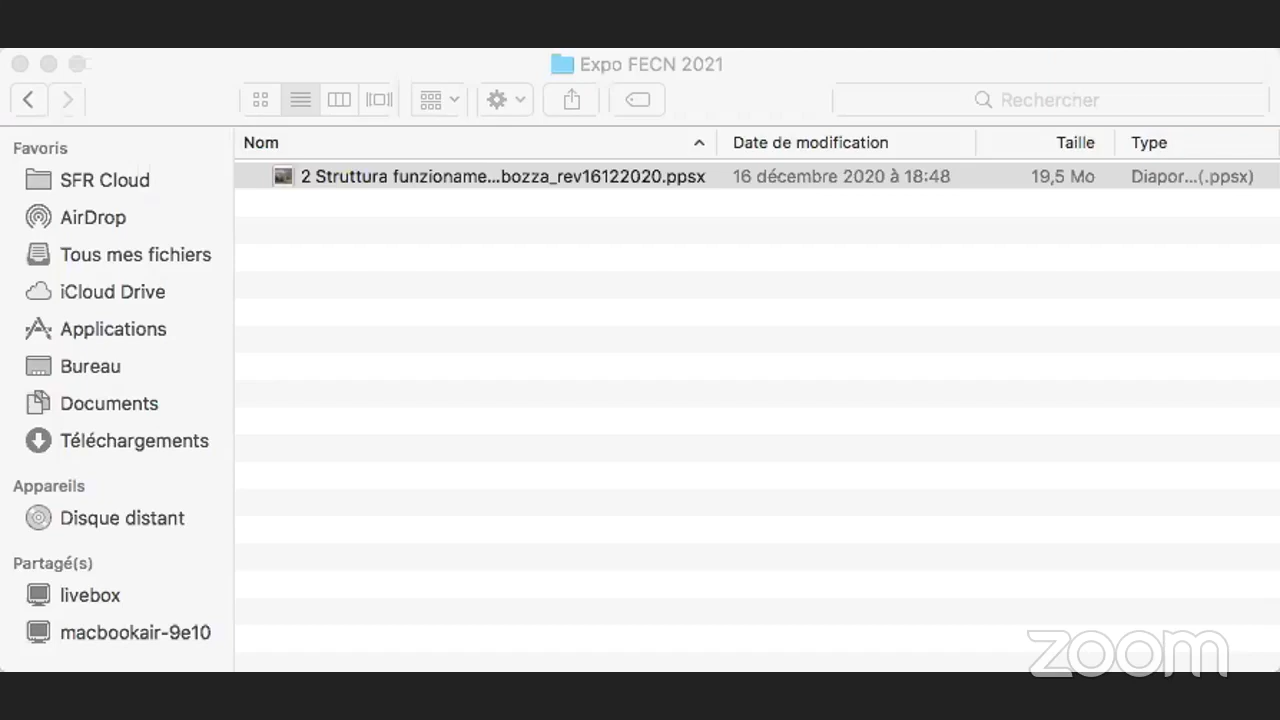 Expo FECN 2021
Rechercher
Favoris
SFR Cloud
AirDrop
Tous mes fichiers
iCloud Drive
Applications
Bureau
Documents
Téléchargements
Appareils
Disque distant
Partagé(s)
livebox
macbookair-9e10
Nom Date de modification Taille Type
2 Struttura funzioname...bozza_rev16122020.ppsx 16 décembre 2020 à 18:48 19,5 Mo Diapor...(.ppsx)
zoom